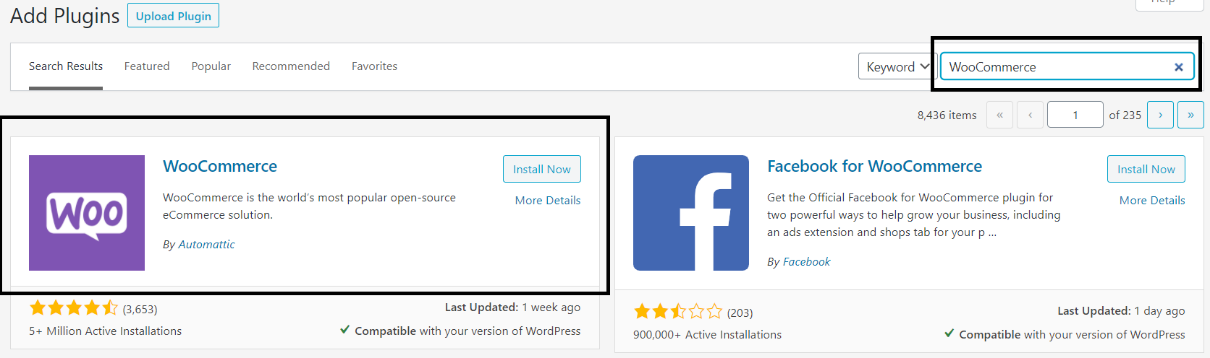 Add Plugins
Upload Plugin
Search Results
Featured
Popular
Recommended
Favorites
Keyword
WooCommerce
8,436 items
«
‹
1
of 235
›
»
WOO
WooCommerce
Install Now
WooCommerce is the world's most popular open-source
More Details
eCommerce solution.
By Automattic
(3,653)
Last Updated: 1 week ago
5+ Million Active Installations
Compatible with your version of WordPress
f
Facebook for WooCommerce
Install Now
Get the Official Facebook for WooCommerce plugin for
More Details
two powerful ways to help grow your business, including
an ads extension and shops tab for your p ...
By Facebook
(203)
Last Updated: 1 day ago
900,000+ Active Installations
Compatible with your version of WordPress